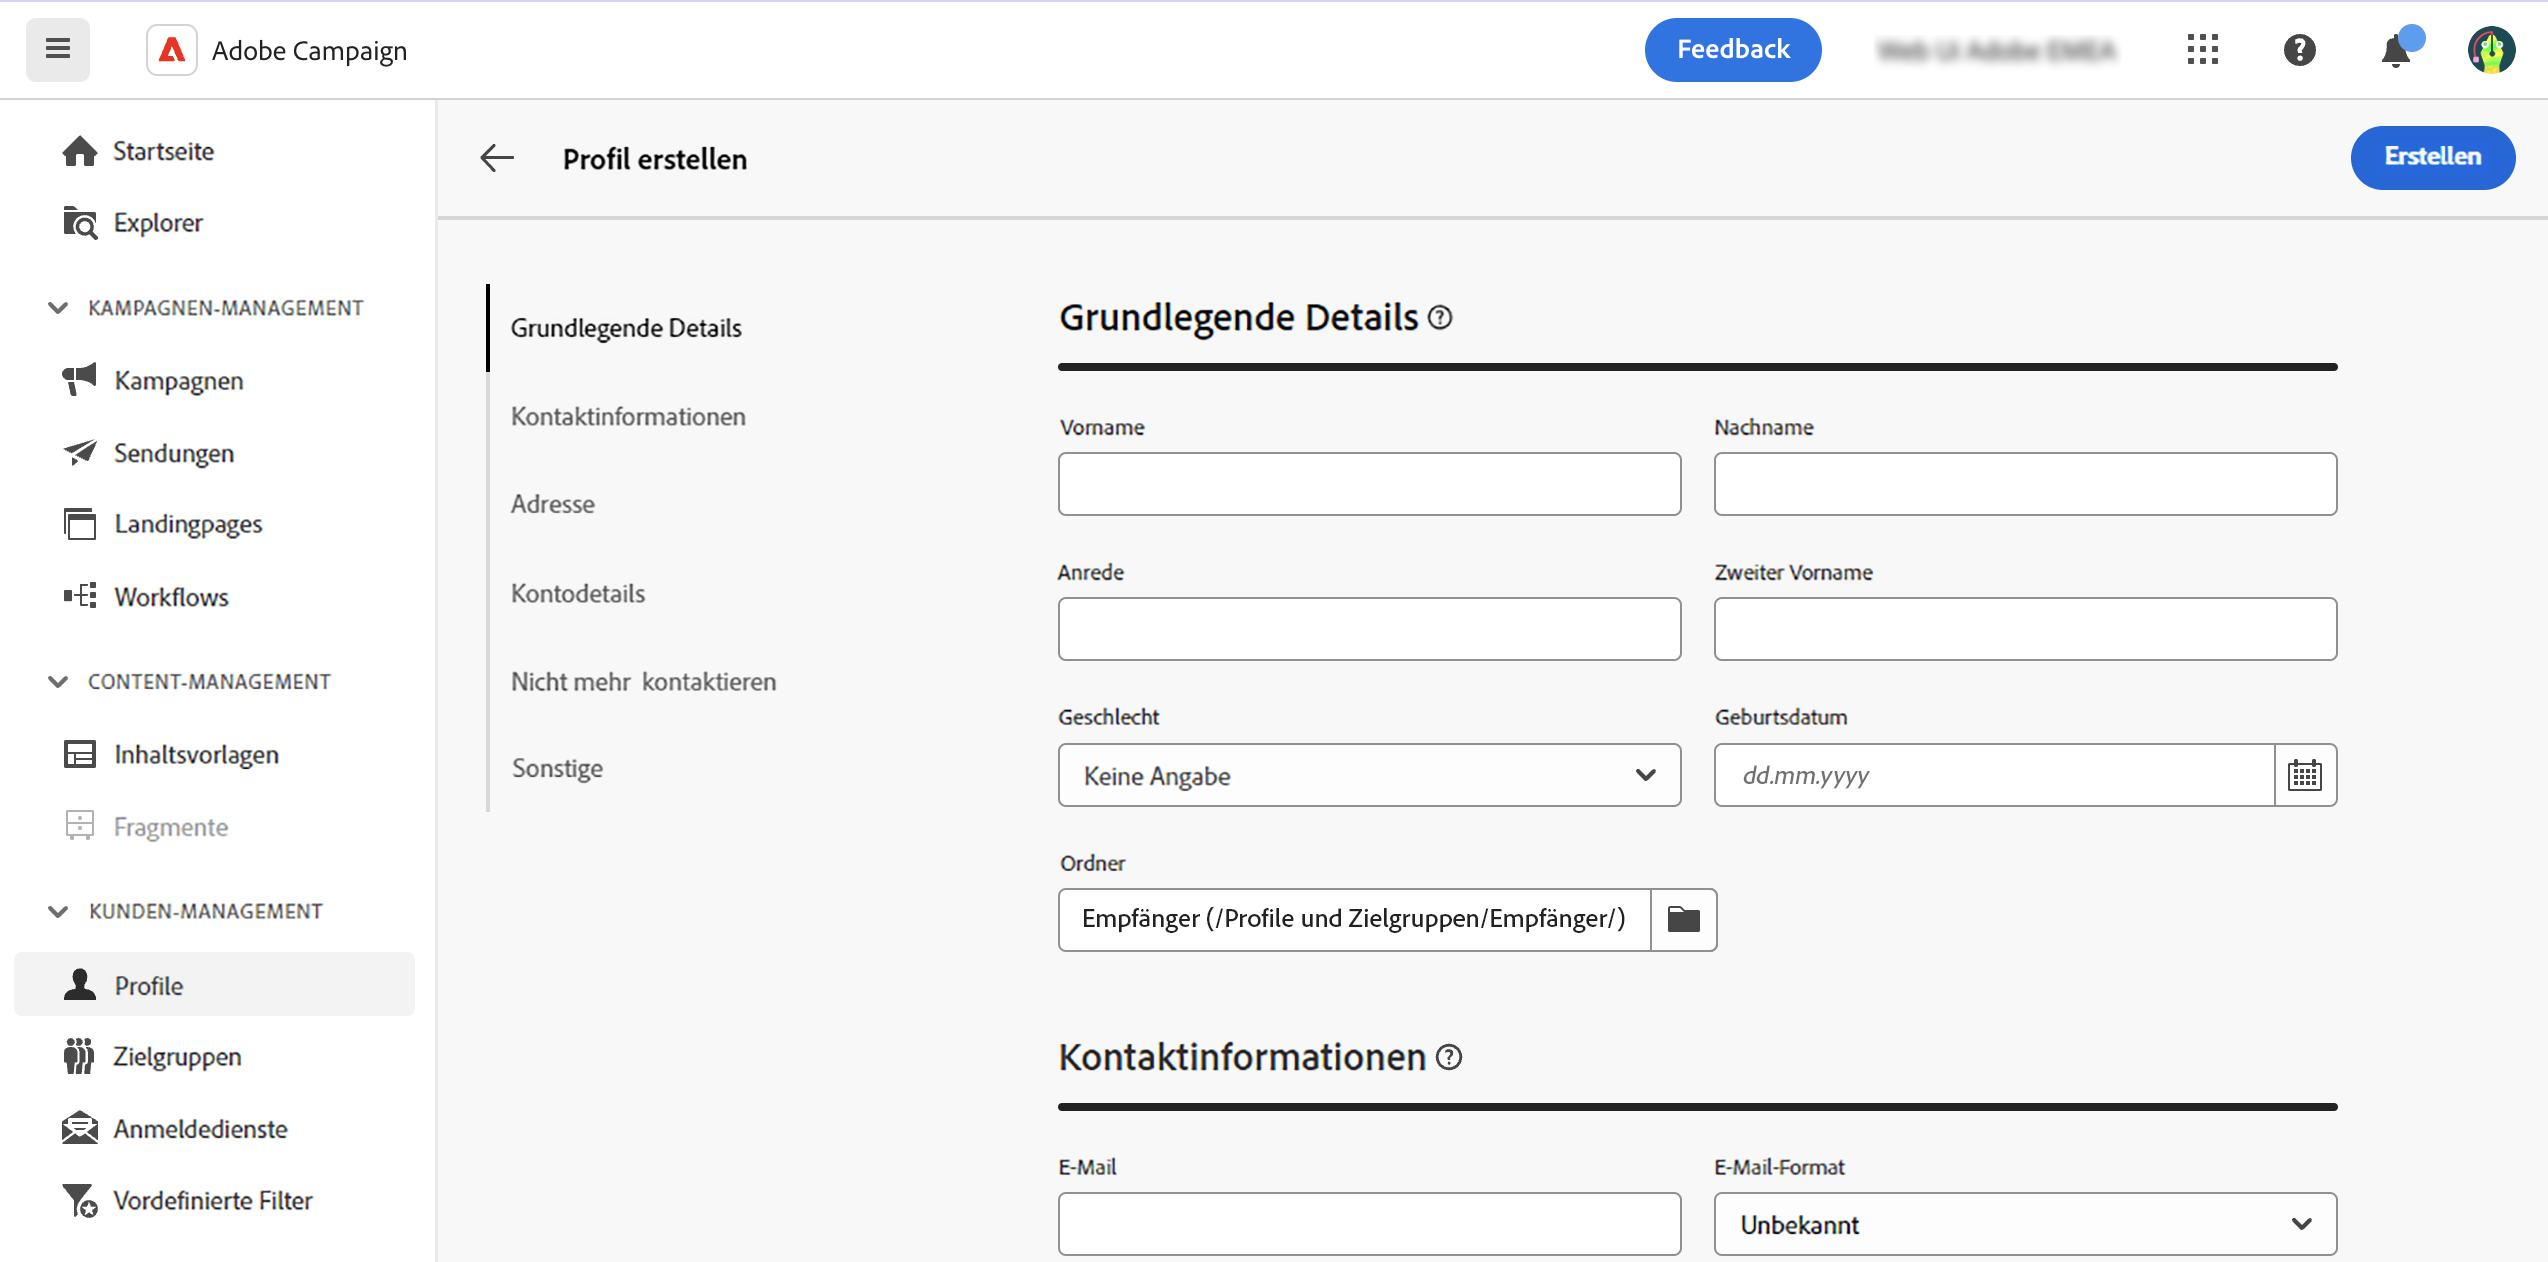 Adobe Campaign
Feedback
Startseite
Explorer
KAMPAGNEN-MANAGEMENT
Kampagnen
Sendungen
Landingpages
Workflows
CONTENT-MANAGEMENT
Inhaltsvorlagen
Fragmente
KUNDEN-MANAGEMENT
Profile
Zielgruppen
Anmeldedienste
Vordefinierte Filter
Profil erstellen
Erstellen
Grundlegende Details
Kontaktinformationen
Adresse
Kontodetails
Nicht mehr kontaktieren
Sonstige
Grundlegende Details
Vorname
Nachname
Anrede
Zweiter Vorname
Geschlecht
Geburtsdatum
Keine Angabe
dd.mm.yyyy
Ordner
Empfänger (/Profile und Zielgruppen/Empfänger/)
Kontaktinformationen
E-Mail
E-Mail-Format
Unbekannt